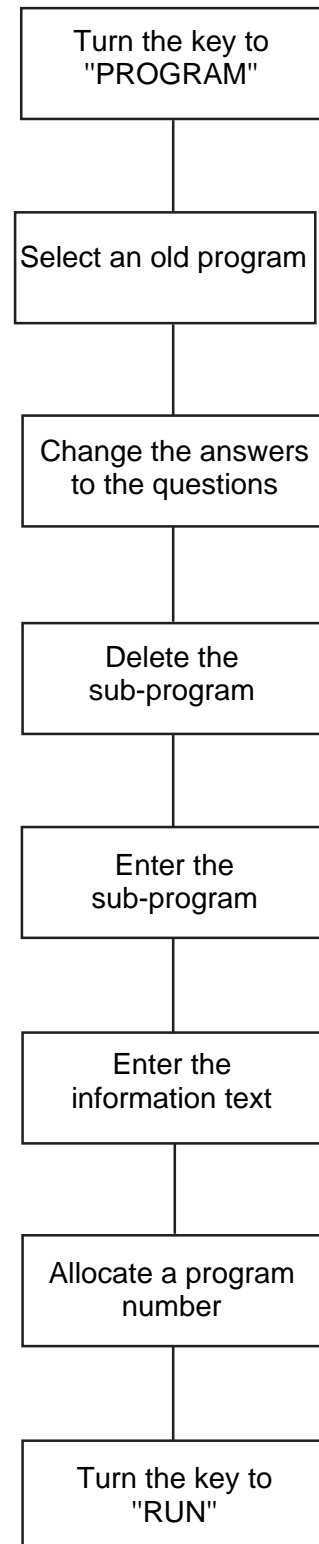 Turn the key to
"PROGRAM"
Select an old program
Change the answers
to the questions
Delete the
sub-program
Enter the
sub-program
Enter the
information text
Allocate a program
number
Turn the key to
"RUN"